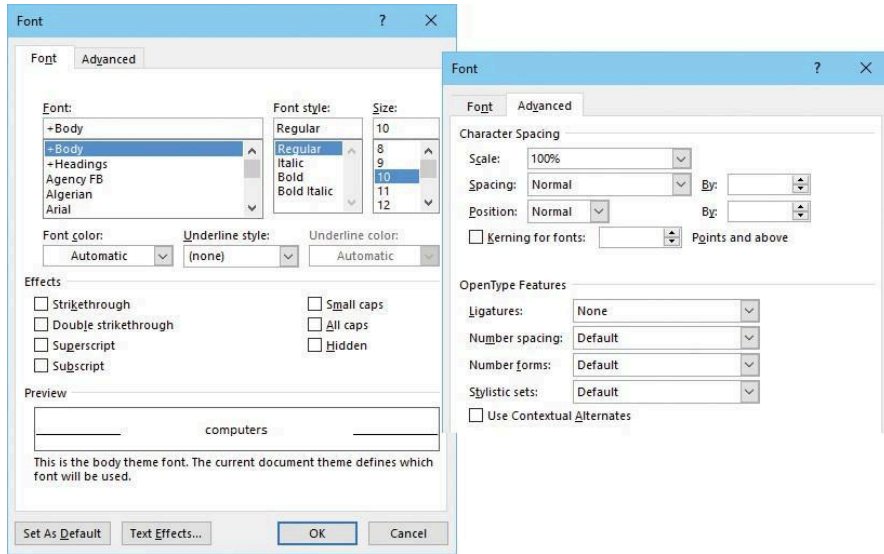 Font ? ×
Font Advanced
Font: Font style: Size:
+Body Regular 10
+Body Regular 8
+Headings Italic 9
Agency FB Bold 10
Algerian Bold Italic 11
Arial 12
Font color: Underline style: Underline color:
Automatic (none) Automatic
Effects
Strikethrough Small caps
Double strikethrough All caps
Superscript Hidden
Subscript
Preview
computers
This is the body theme font. The current document theme defines which
font will be used.
Set As Default Text Effects... OK Cancel
Font ? ×
Font Advanced
Character Spacing
Scale: 100%
Spacing: Normal By:
Position: Normal By:
Kerning for fonts: Points and above
OpenType Features
Ligatures: None
Number spacing: Default
Number forms: Default
Stylistic sets: Default
Use Contextual Alternates